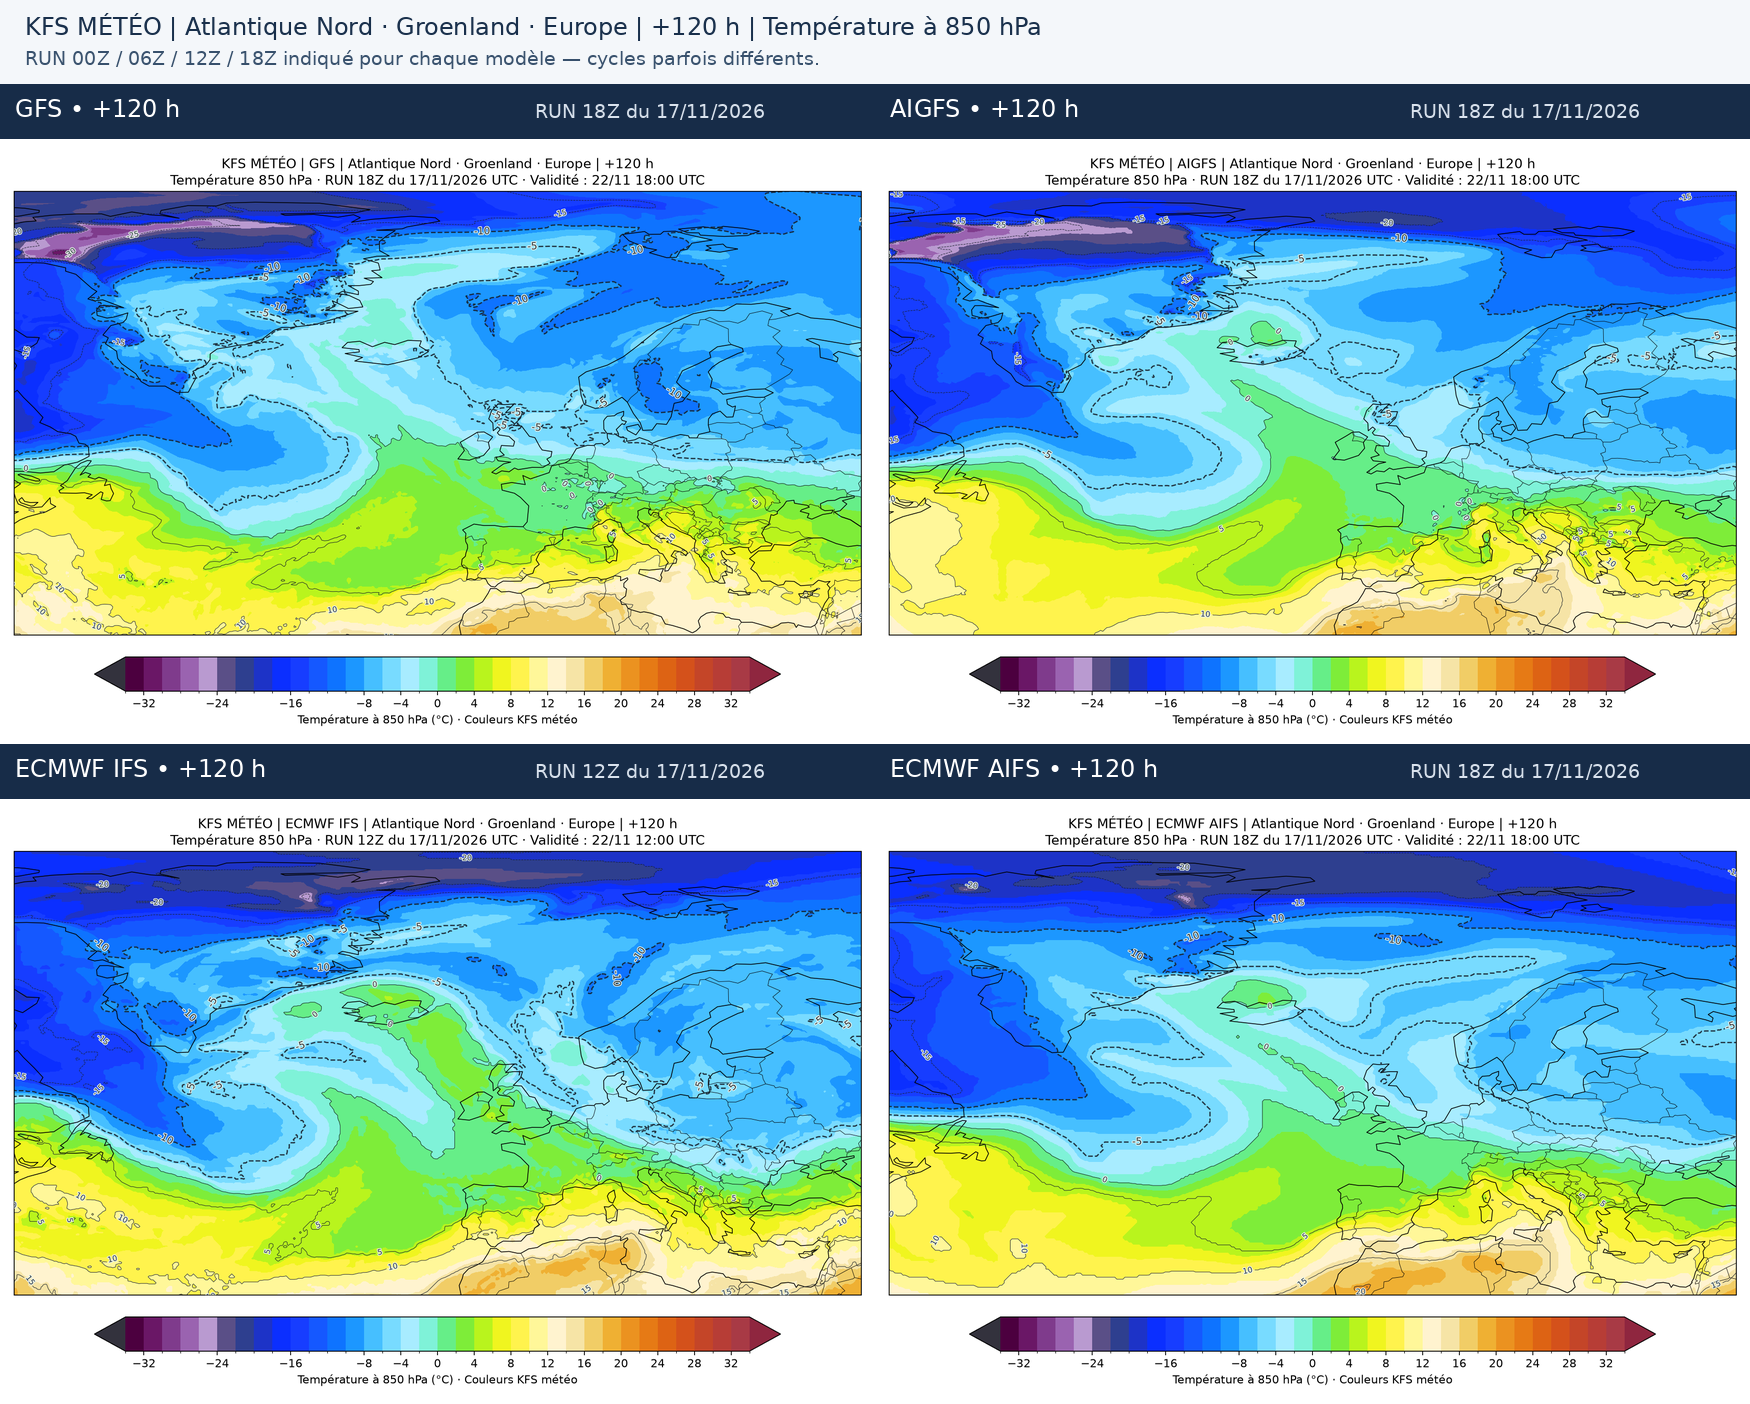 KFS MÉTÉO | Atlantique Nord · Groenland · Europe | +120 h | Température à 850 hPa
RUN 00Z / 06Z / 12Z / 18Z indiqué pour chaque modèle — cycles parfois différents.
GFS • +120 h
RUN 18Z du 17/11/2026
AIGFS • +120 h
RUN 18Z du 17/11/2026
KFS MÉTÉO | GFS | Atlantique Nord · Groenland · Europe | +120 h
Température 850 hPa · RUN 18Z du 17/11/2026 UTC · Validité : 22/11 18:00 UTC
KFS MÉTÉO | AIGFS | Atlantique Nord · Groenland · Europe | +120 h
Température 850 hPa · RUN 18Z du 17/11/2026 UTC · Validité : 22/11 18:00 UTC
−32 −24 −16 −8 −4 0 4 8 12 16 20 24 28 32
Température à 850 hPa (°C) · Couleurs KFS météo
−32 −24 −16 −8 −4 0 4 8 12 16 20 24 28 32
Température à 850 hPa (°C) · Couleurs KFS météo
ECMWF IFS • +120 h
RUN 12Z du 17/11/2026
ECMWF AIFS • +120 h
RUN 18Z du 17/11/2026
KFS MÉTÉO | ECMWF IFS | Atlantique Nord · Groenland · Europe | +120 h
Température 850 hPa · RUN 12Z du 17/11/2026 UTC · Validité : 22/11 12:00 UTC
KFS MÉTÉO | ECMWF AIFS | Atlantique Nord · Groenland · Europe | +120 h
Température 850 hPa · RUN 18Z du 17/11/2026 UTC · Validité : 22/11 18:00 UTC
−32 −24 −16 −8 −4 0 4 8 12 16 20 24 28 32
Température à 850 hPa (°C) · Couleurs KFS météo
−32 −24 −16 −8 −4 0 4 8 12 16 20 24 28 32
Température à 850 hPa (°C) · Couleurs KFS météo